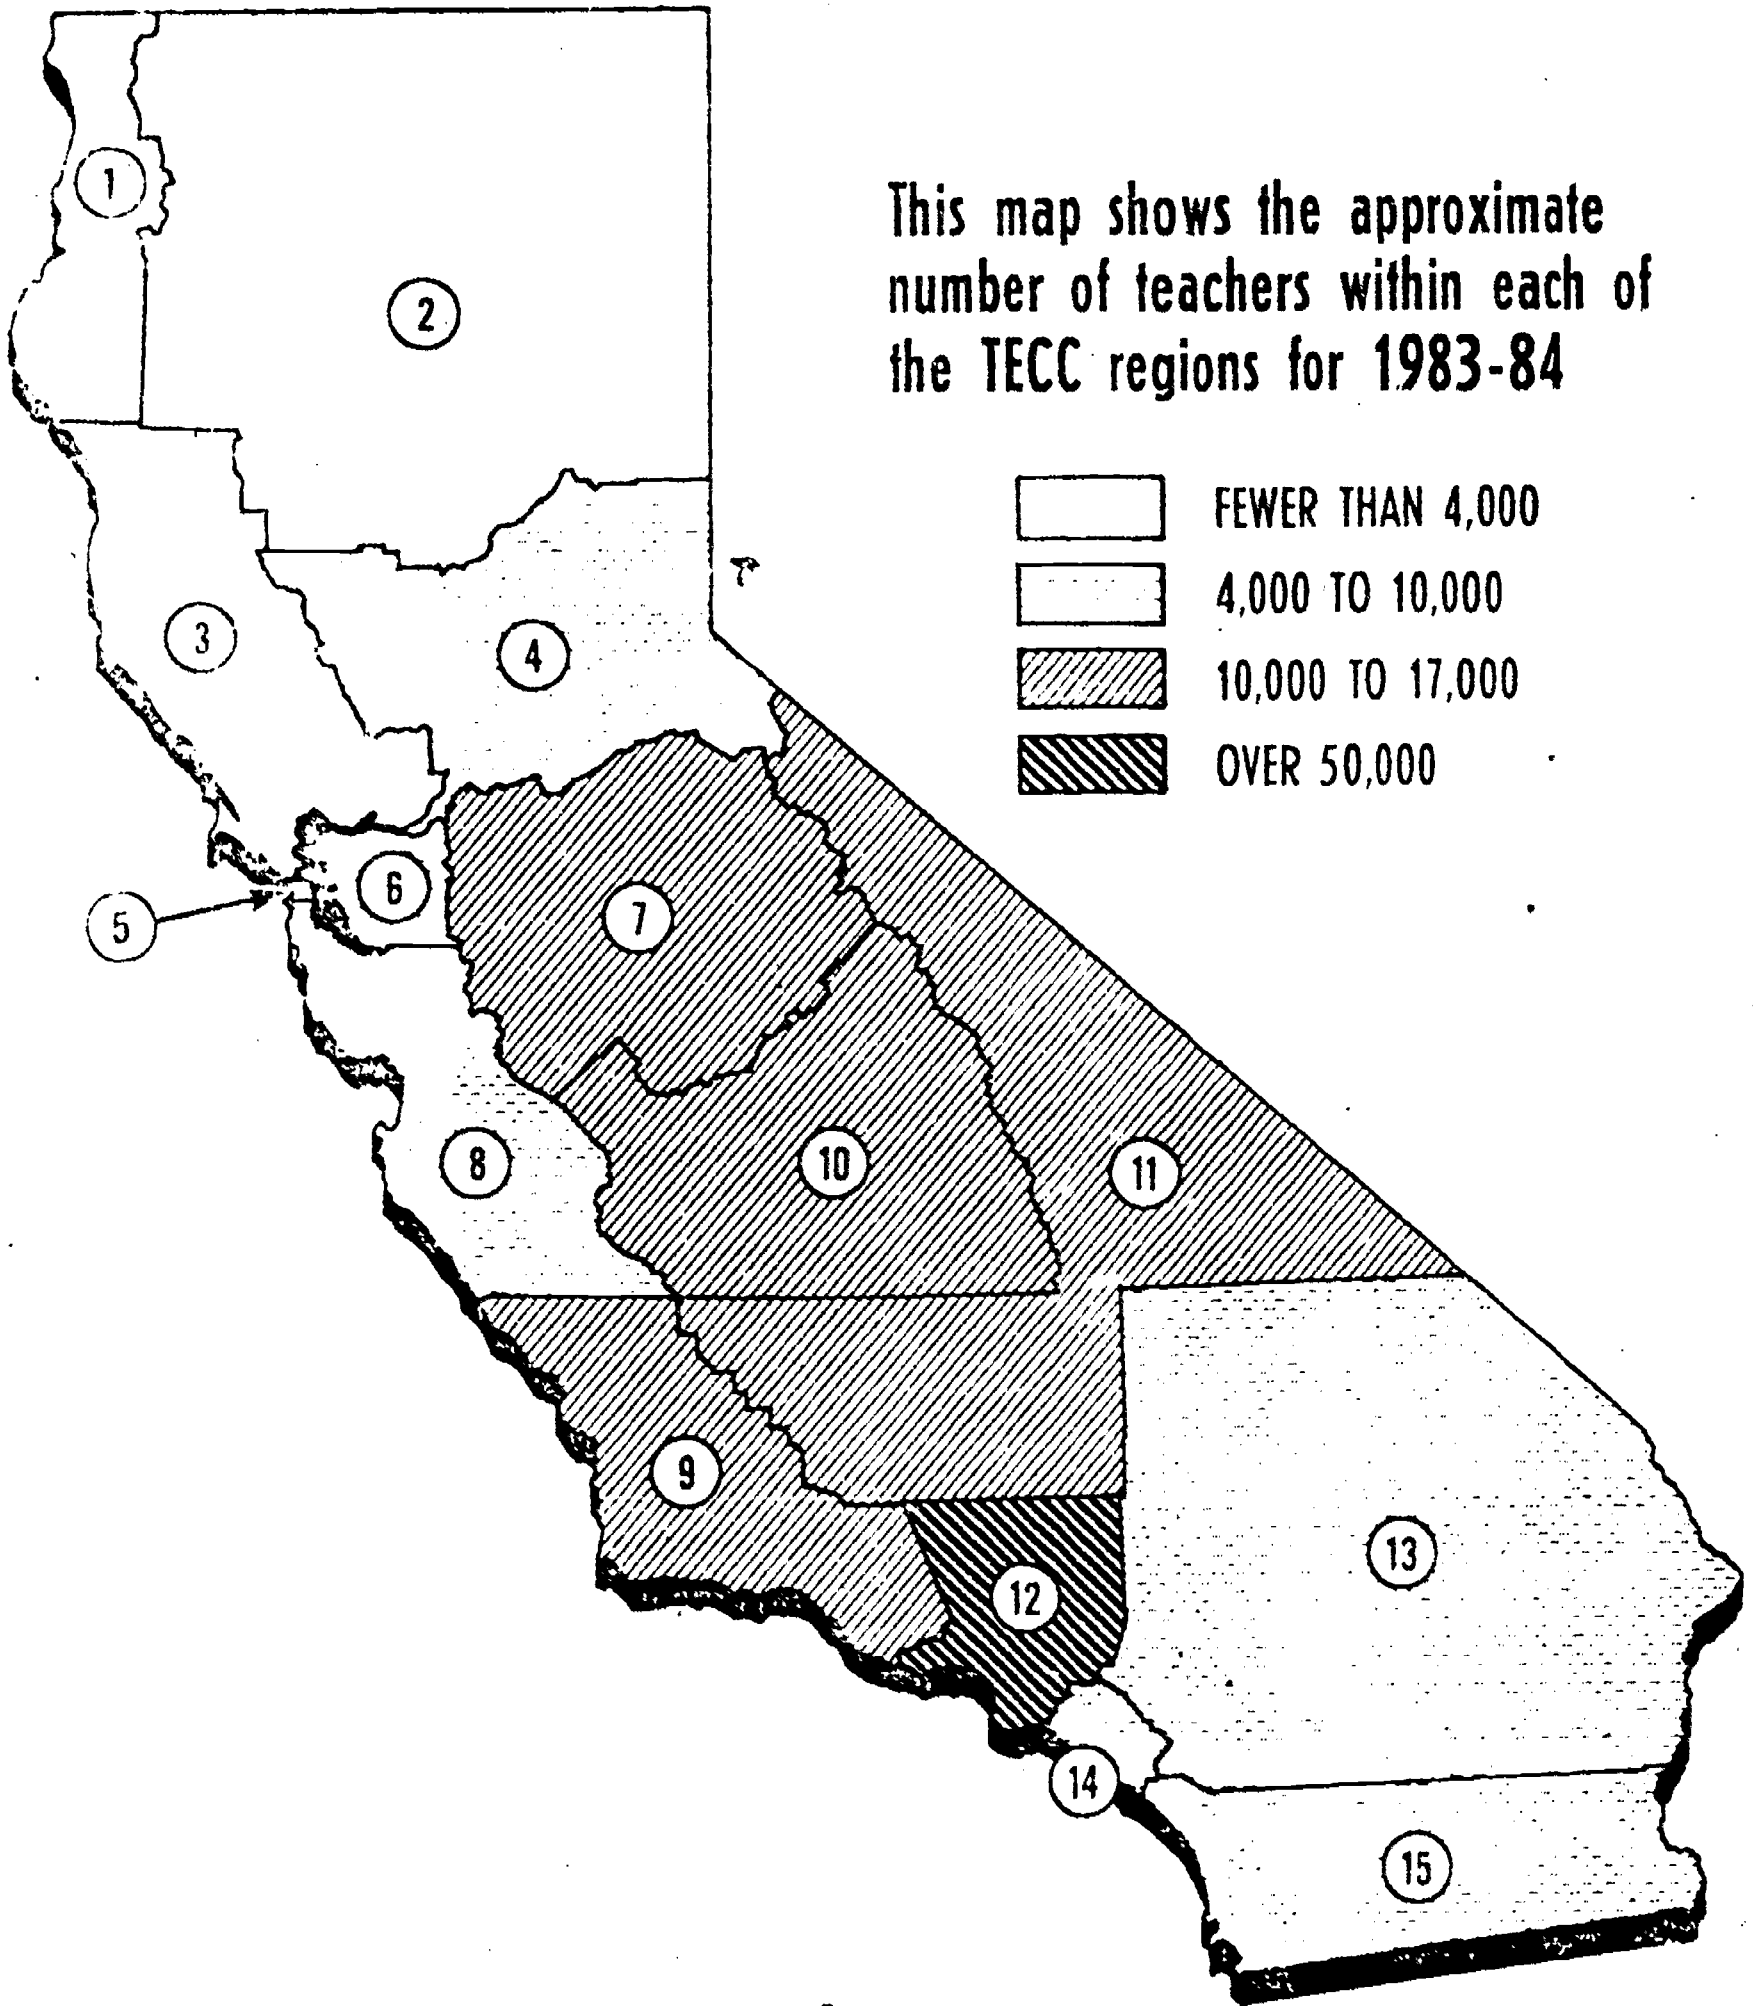 This map shows the approximate
number of teachers within each of
the TECC regions for 1983-84
FEWER THAN 4,000
4,000 TO 10,000
10,000 TO 17,000
OVER 50,000
1
2
3
4
5
6
7
8
9
10
11
12
13
14
15